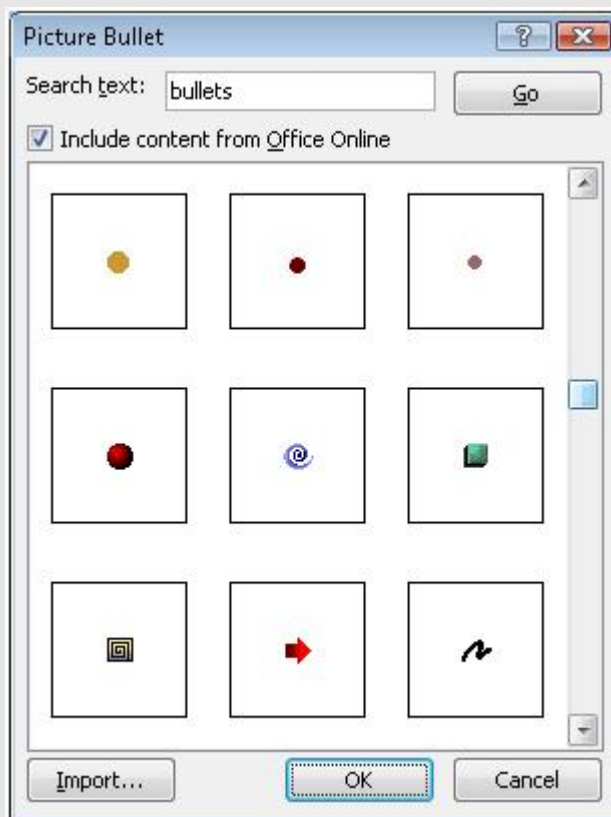 Picture Bullet
Search text: bullets Go
Include content from Office Online
Import... OK Cancel